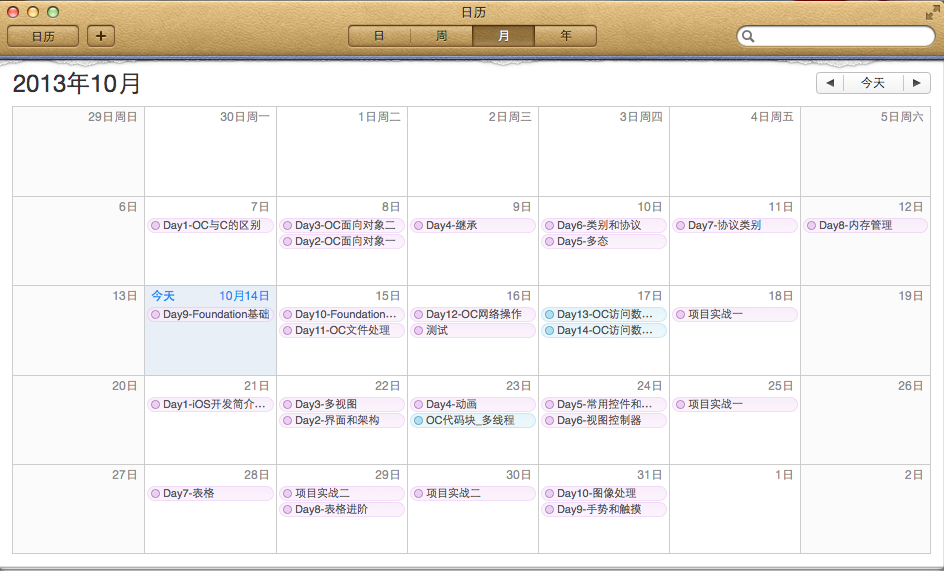 日历
日历
+
日 周 月 年
2013年10月
今天
29日周日 30日周一 1日周二 2日周三 3日周四 4日周五 5日周六
6日 7日 8日 9日 10日 11日 12日
Day1-OC与C的区别 Day3-OC面向对象二 Day4-继承 Day6-类别和协议 Day7-协议类别 Day8-内存管理
Day2-OC面向对象一 Day5-多态
13日 今天 10月14日 15日 16日 17日 18日 19日
Day9-Foundation基础 Day10-Foundation... Day12-OC网络操作 Day13-OC访问数... 项目实战一
Day11-OC文件处理 测试 Day14-OC访问数...
20日 21日 22日 23日 24日 25日 26日
Day1-iOS开发简介... Day3-多视图 Day4-动画 Day5-常用控件和... 项目实战一
Day2-界面和架构 OC代码块_多线程 Day6-视图控制器
27日 28日 29日 30日 31日 1日 2日
Day7-表格 项目实战二 项目实战二 Day10-图像处理
Day8-表格进阶 Day9-手势和触摸